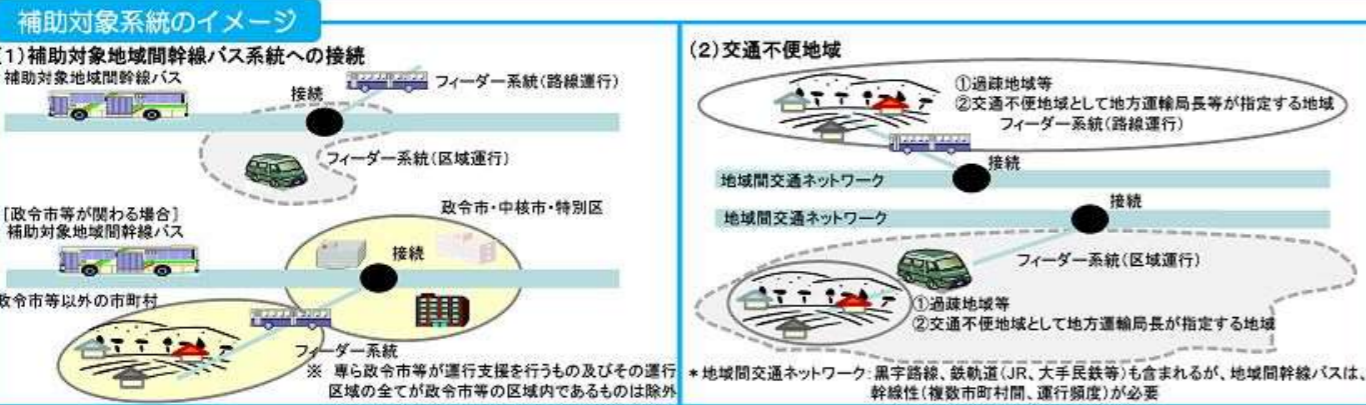 補助対象系統のイメージ
(1)補助対象地域間幹線バス系統への接続
補助対象地域間幹線バス
接続
フィーダー系統(路線運行)
フィーダー系統(区域運行)
[政令市等が関わる場合]
補助対象地域間幹線バス
政令市・中核市・特別区
接続
政令市等以外の市町村
フィーダー系統
※ 専ら政令市等が運行支援を行うもの及びその運行
区域の全てが政令市等の区域内であるものは除外
(2)交通不便地域
①過疎地域等
②交通不便地域として地方運輸局長等が指定する地域
フィーダー系統(路線運行)
接続
地域間交通ネットワーク
地域間交通ネットワーク
接続
フィーダー系統(区域運行)
①過疎地域等
②交通不便地域として地方運輸局長が指定する地域
*地域間交通ネットワーク:黒字路線、鉄軌道(JR、大手民鉄等)も含まれるが、地域間幹線バスは、
幹線性(複数市町村間、運行頻度)が必要